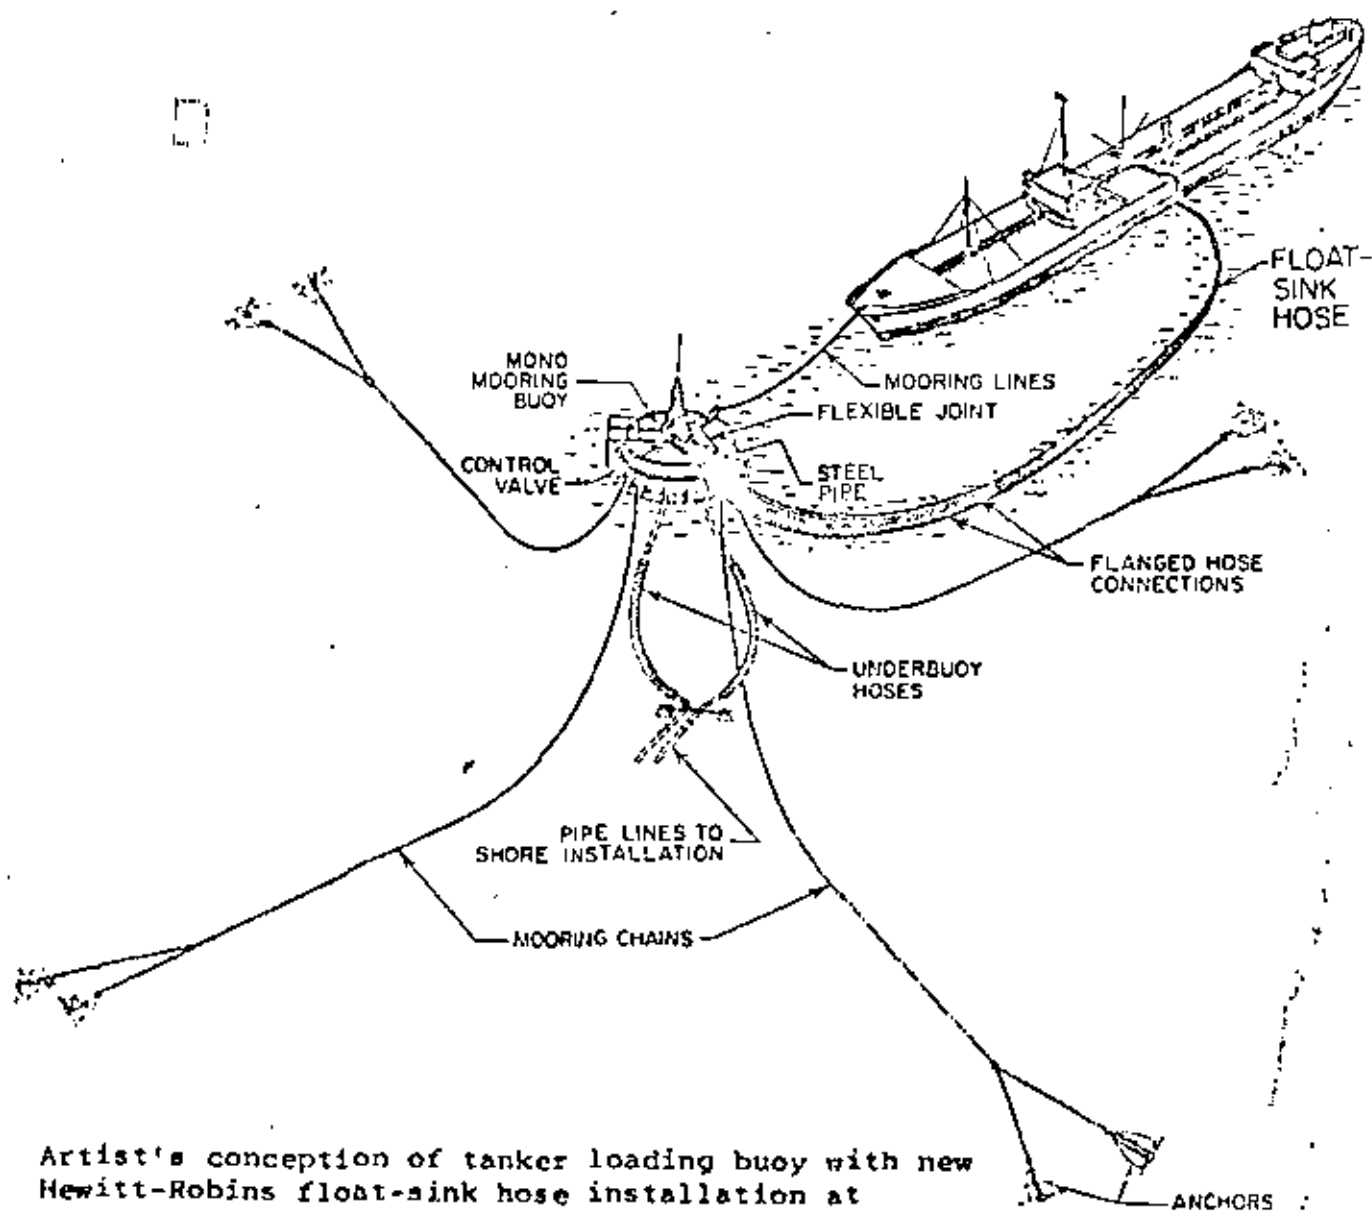 FLOAT-
SINK
HOSE
MONO
MOORING
BUOY
MOORING LINES
FLEXIBLE JOINT
CONTROL
VALVE
STEEL
PIPE
FLANGED HOSE
CONNECTIONS
UNDERBUOY
HOSES
PIPE LINES TO
SHORE INSTALLATION
MOORING CHAINS
Artist's conception of tanker loading buoy with new
Hewitt-Robins float-sink hose installation at
ANCHORS